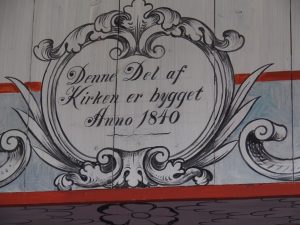 Denne Del af
Kirken er bygget
Anno 1840